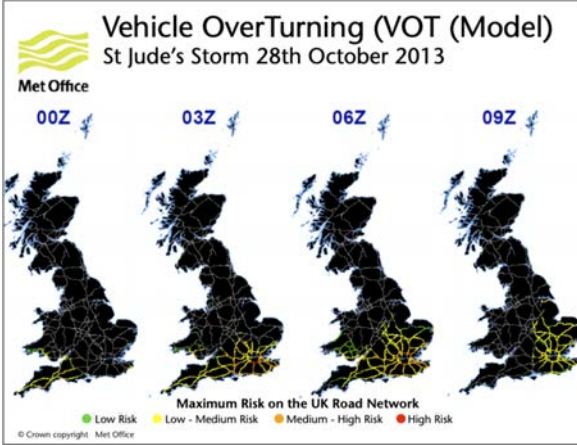 Vehicle OverTurning (VOT (Model)
St Jude's Storm 28th October 2013
Met Office
00Z 03Z 06Z 09Z
Maximum Risk on the UK Road Network
Low Risk Low - Medium Risk Medium - High Risk High Risk
© Crown copyright Met Office